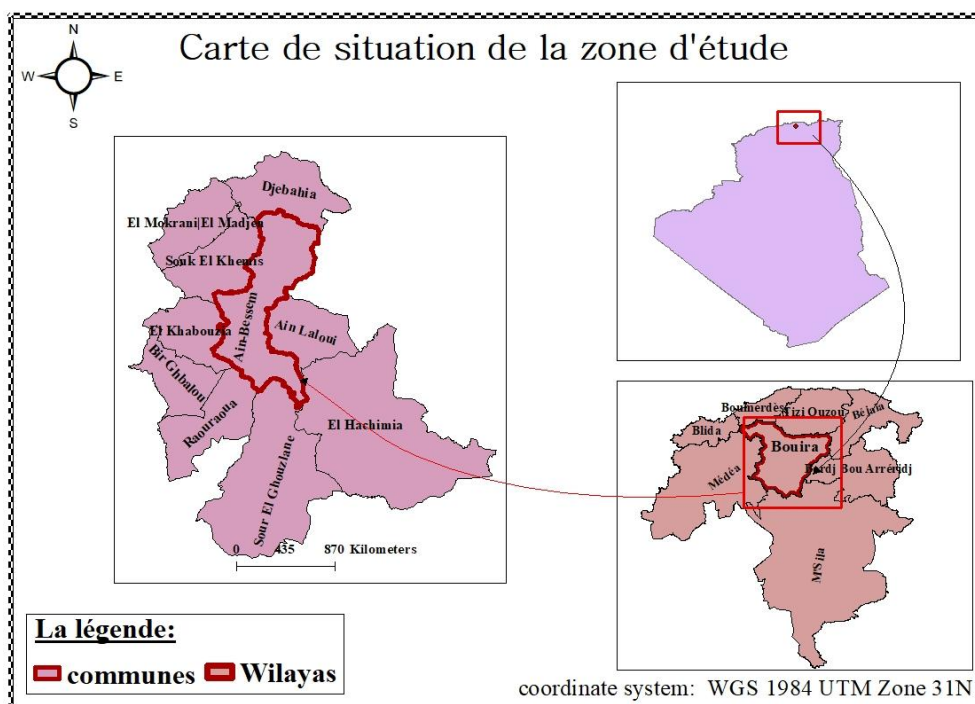 Carte de situation de la zone d'étude
N
W
E
S
Djebahia
El Mokrani|El Madjen
Souk El Khemis
El Khabouzia
Ain-Bessem
Ain Laloui
Bir Ghbalou
Raouraoua
El Hachimia
Sour El Ghouzlane
0 435 870 Kilometers
Boumerdès
Tizi Ouzou
Béjaïa
Blida
Bouira
Médéa
Bordj Bou Arréridj
M'Sila
La légende:
communes Wilayas
coordinate system: WGS 1984 UTM Zone 31N